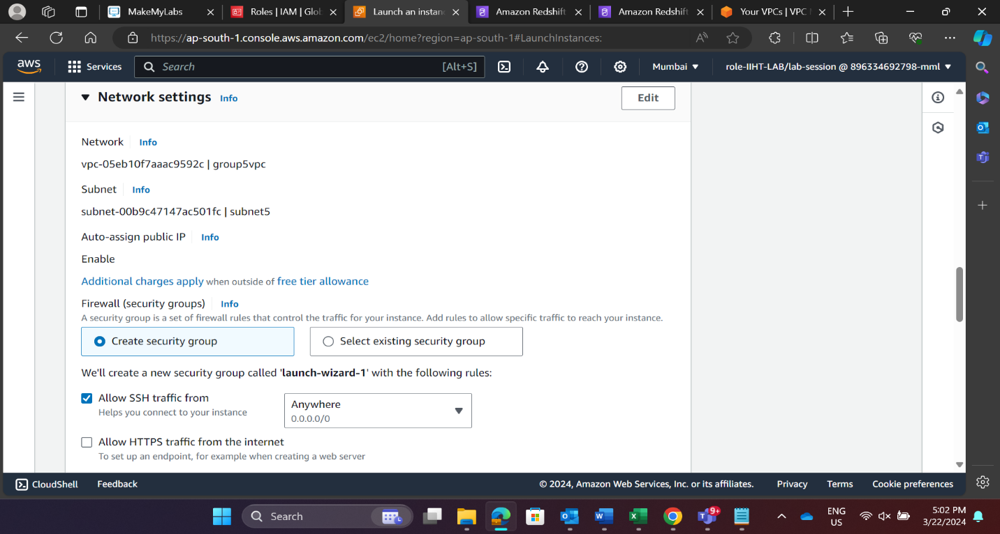 MakeMyLabs
Roles | IAM | Glo
Launch an instan
Amazon Redshift
Amazon Redshift
Your VPCs | VPC
https://ap-south-1.console.aws.amazon.com/ec2/home?region=ap-south-1#LaunchInstances:
aws
Services
Search
[Alt+S]
Mumbai
role-IIHT-LAB/lab-session @ 896334692798-mml
Network settings Info
Edit
Network Info
vpc-05eb10f7aaac9592c | group5vpc
Subnet Info
subnet-00b9c47147ac501fc | subnet5
Auto-assign public IP Info
Enable
Additional charges apply when outside of free tier allowance
Firewall (security groups) Info
A security group is a set of firewall rules that control the traffic for your instance. Add rules to allow specific traffic to reach your instance.
Create security group
Select existing security group
We'll create a new security group called 'launch-wizard-1' with the following rules:
Allow SSH traffic from
Helps you connect to your instance
Anywhere
0.0.0.0/0
Allow HTTPS traffic from the internet
To set up an endpoint, for example when creating a web server
CloudShell
Feedback
© 2024, Amazon Web Services, Inc. or its affiliates.
Privacy
Terms
Cookie preferences
Search
9+
ENG
US
5:02 PM
3/22/2024